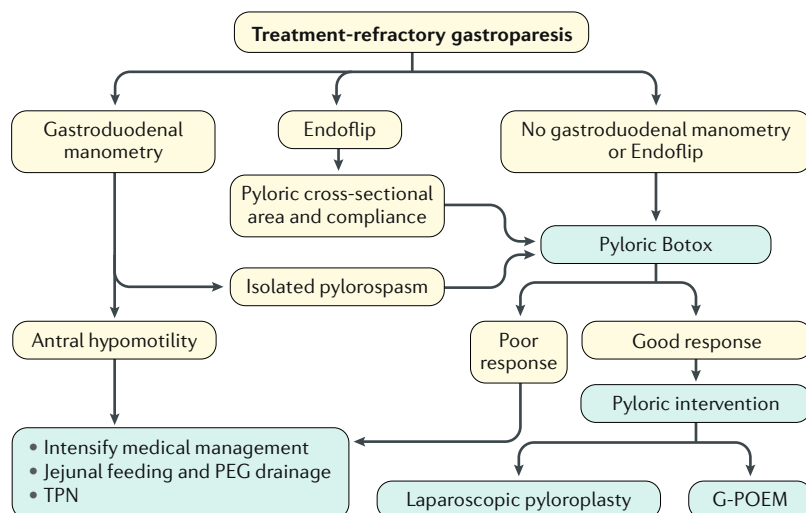 Treatment-refractory gastroparesis
Gastroduodenal
manometry
Endoflip
No gastroduodenal manometry
or Endoflip
Pyloric cross-sectional
area and compliance
Pyloric Botox
Isolated pylorospasm
Antral hypomotility
Poor
response
Good response
Pyloric intervention
• Intensify medical management
• Jejunal feeding and PEG drainage
• TPN
Laparoscopic pyloroplasty
G-POEM